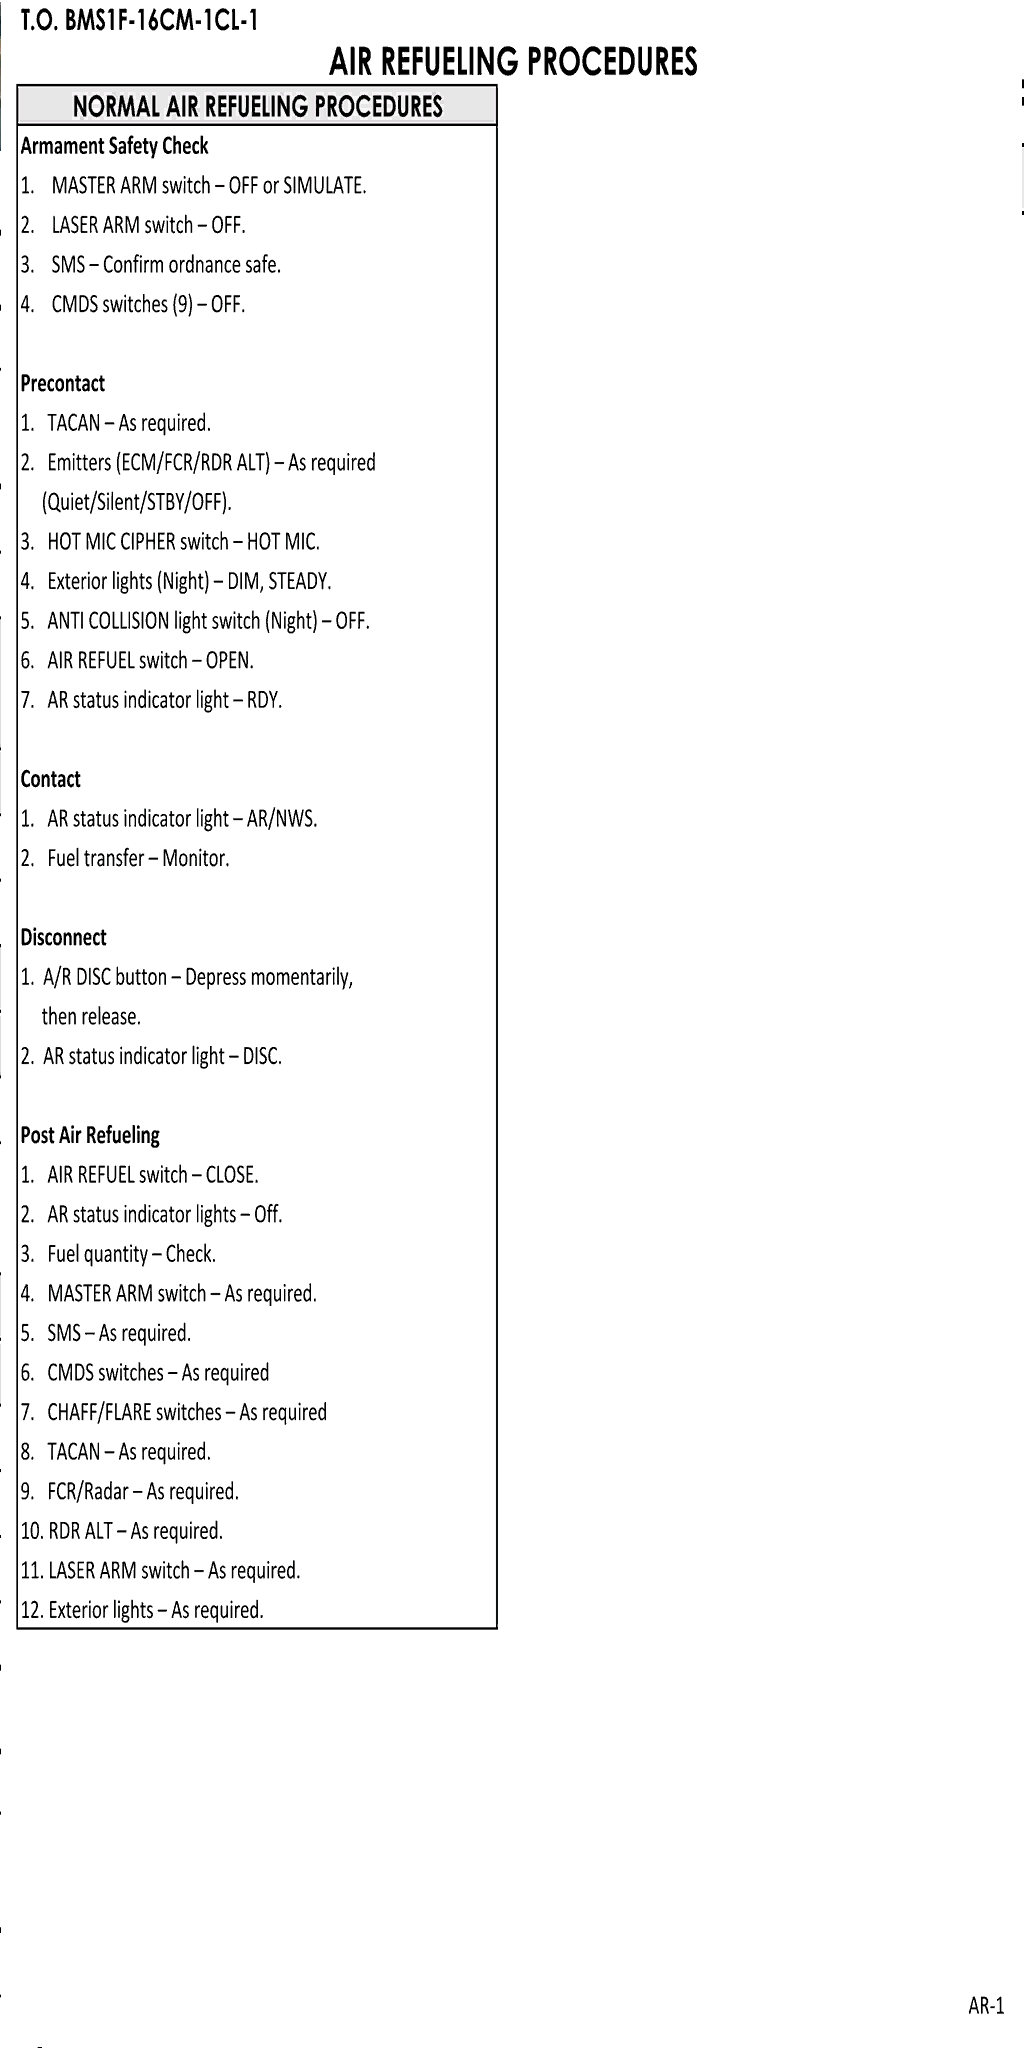 T.O. BMS1F-16CM-1CL-1
AIR REFUELING PROCEDURES
NORMAL AIR REFUELING PROCEDURES
Armament Safety Check
1. MASTER ARM switch – OFF or SIMULATE.
2. LASER ARM switch – OFF.
3. SMS – Confirm ordnance safe.
4. CMDS switches (9) – OFF.
Precontact
1. TACAN – As required.
2. Emitters (ECM/FCR/RDR ALT) – As required
(Quiet/Silent/STBY/OFF).
3. HOT MIC CIPHER switch – HOT MIC.
4. Exterior lights (Night) – DIM, STEADY.
5. ANTI COLLISION light switch (Night) – OFF.
6. AIR REFUEL switch – OPEN.
7. AR status indicator light – RDY.
Contact
1. AR status indicator light – AR/NWS.
2. Fuel transfer – Monitor.
Disconnect
1. A/R DISC button – Depress momentarily,
then release.
2. AR status indicator light – DISC.
Post Air Refueling
1. AIR REFUEL switch – CLOSE.
2. AR status indicator lights – Off.
3. Fuel quantity – Check.
4. MASTER ARM switch – As required.
5. SMS – As required.
6. CMDS switches – As required
7. CHAFF/FLARE switches – As required
8. TACAN – As required.
9. FCR/Radar – As required.
10. RDR ALT – As required.
11. LASER ARM switch – As required.
12. Exterior lights – As required.
AR-1